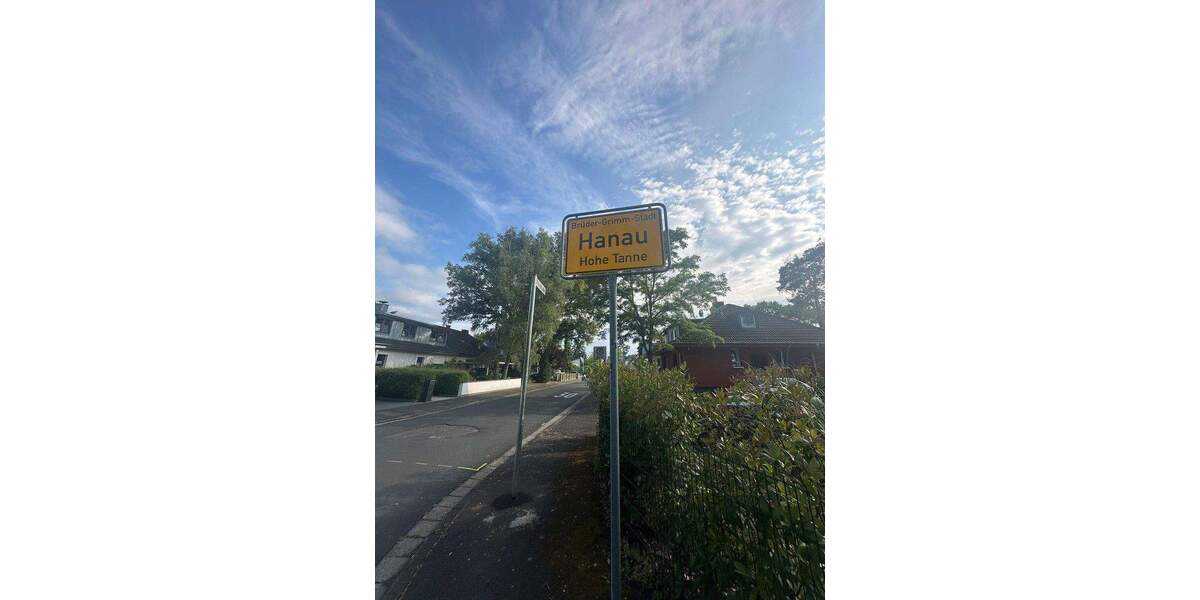 Brüder-Grimm-Stadt
Hanau
Hohe Tanne